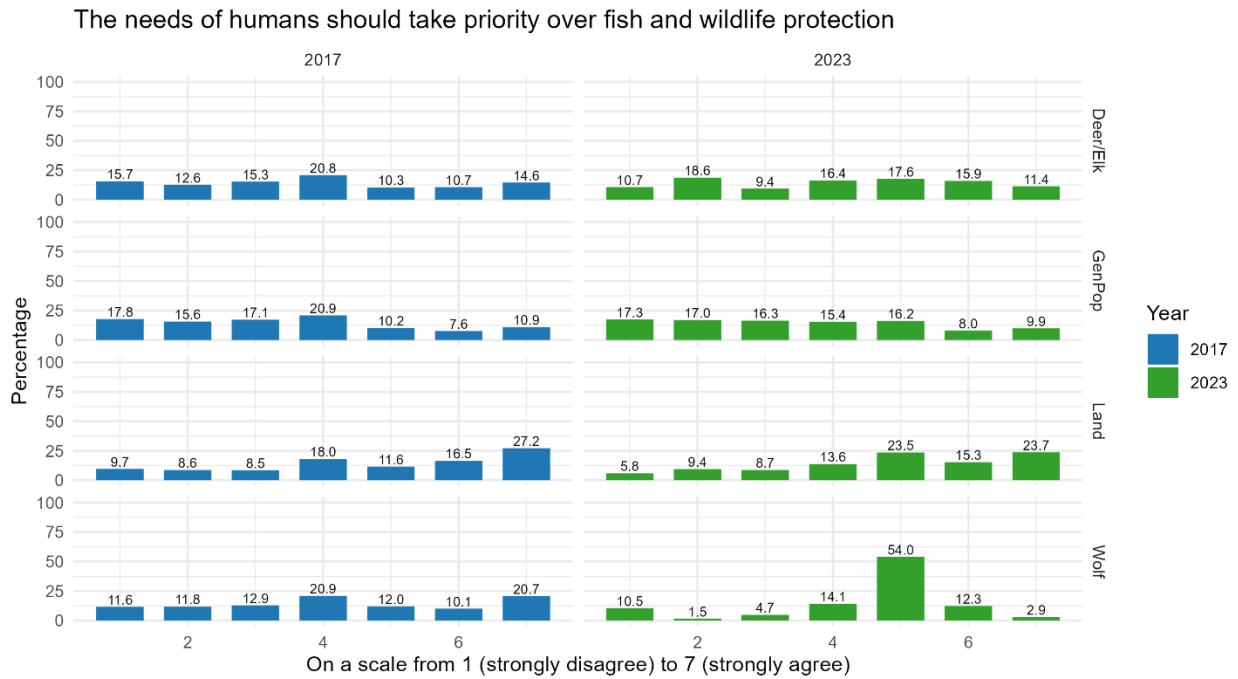 The needs of humans should take priority over fish and wildlife protection
2017 2023
100
75
50
25
0
15.7 12.6 15.3 20.8 10.3 10.7 14.6
10.7 18.6 9.4 16.4 17.6 15.9 11.4
Deer/Elk
100
75
50
25
0
17.8 15.6 17.1 20.9 10.2 7.6 10.9
17.3 17.0 16.3 15.4 16.2 8.0 9.9
GenPop
100
75
50
25
0
9.7 8.6 8.5 18.0 11.6 16.5 27.2
5.8 9.4 8.7 13.6 23.5 15.3 23.7
Land
100
75
50
25
0
11.6 11.8 12.9 20.9 12.0 10.1 20.7
10.5 1.5 4.7 14.1 54.0 12.3 2.9
Wolf
2 4 6 2 4 6
Percentage
On a scale from 1 (strongly disagree) to 7 (strongly agree)
Year
2017
2023